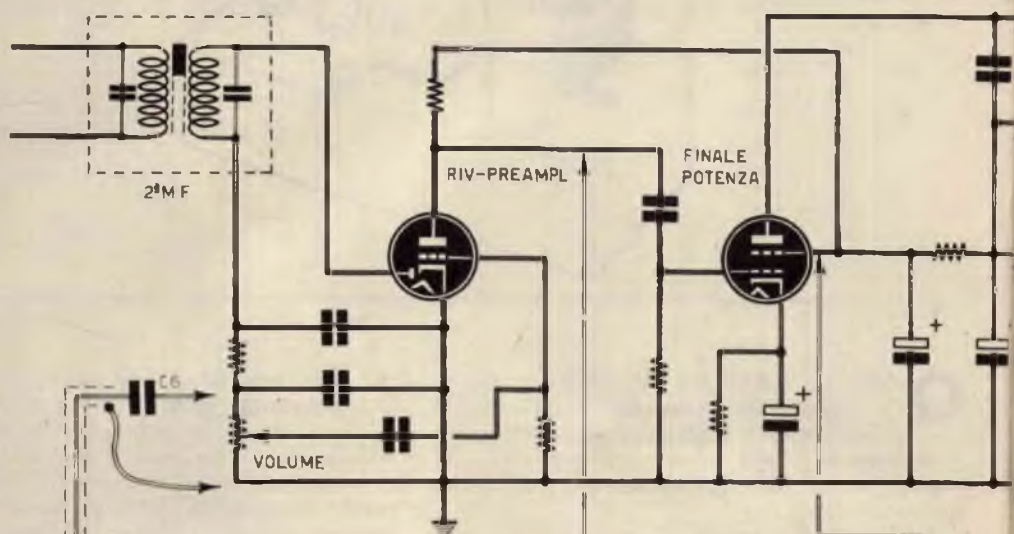 2ª M F
RIV-PREAMPL
FINALE
POTENZA
C6
VOLUME
+
+